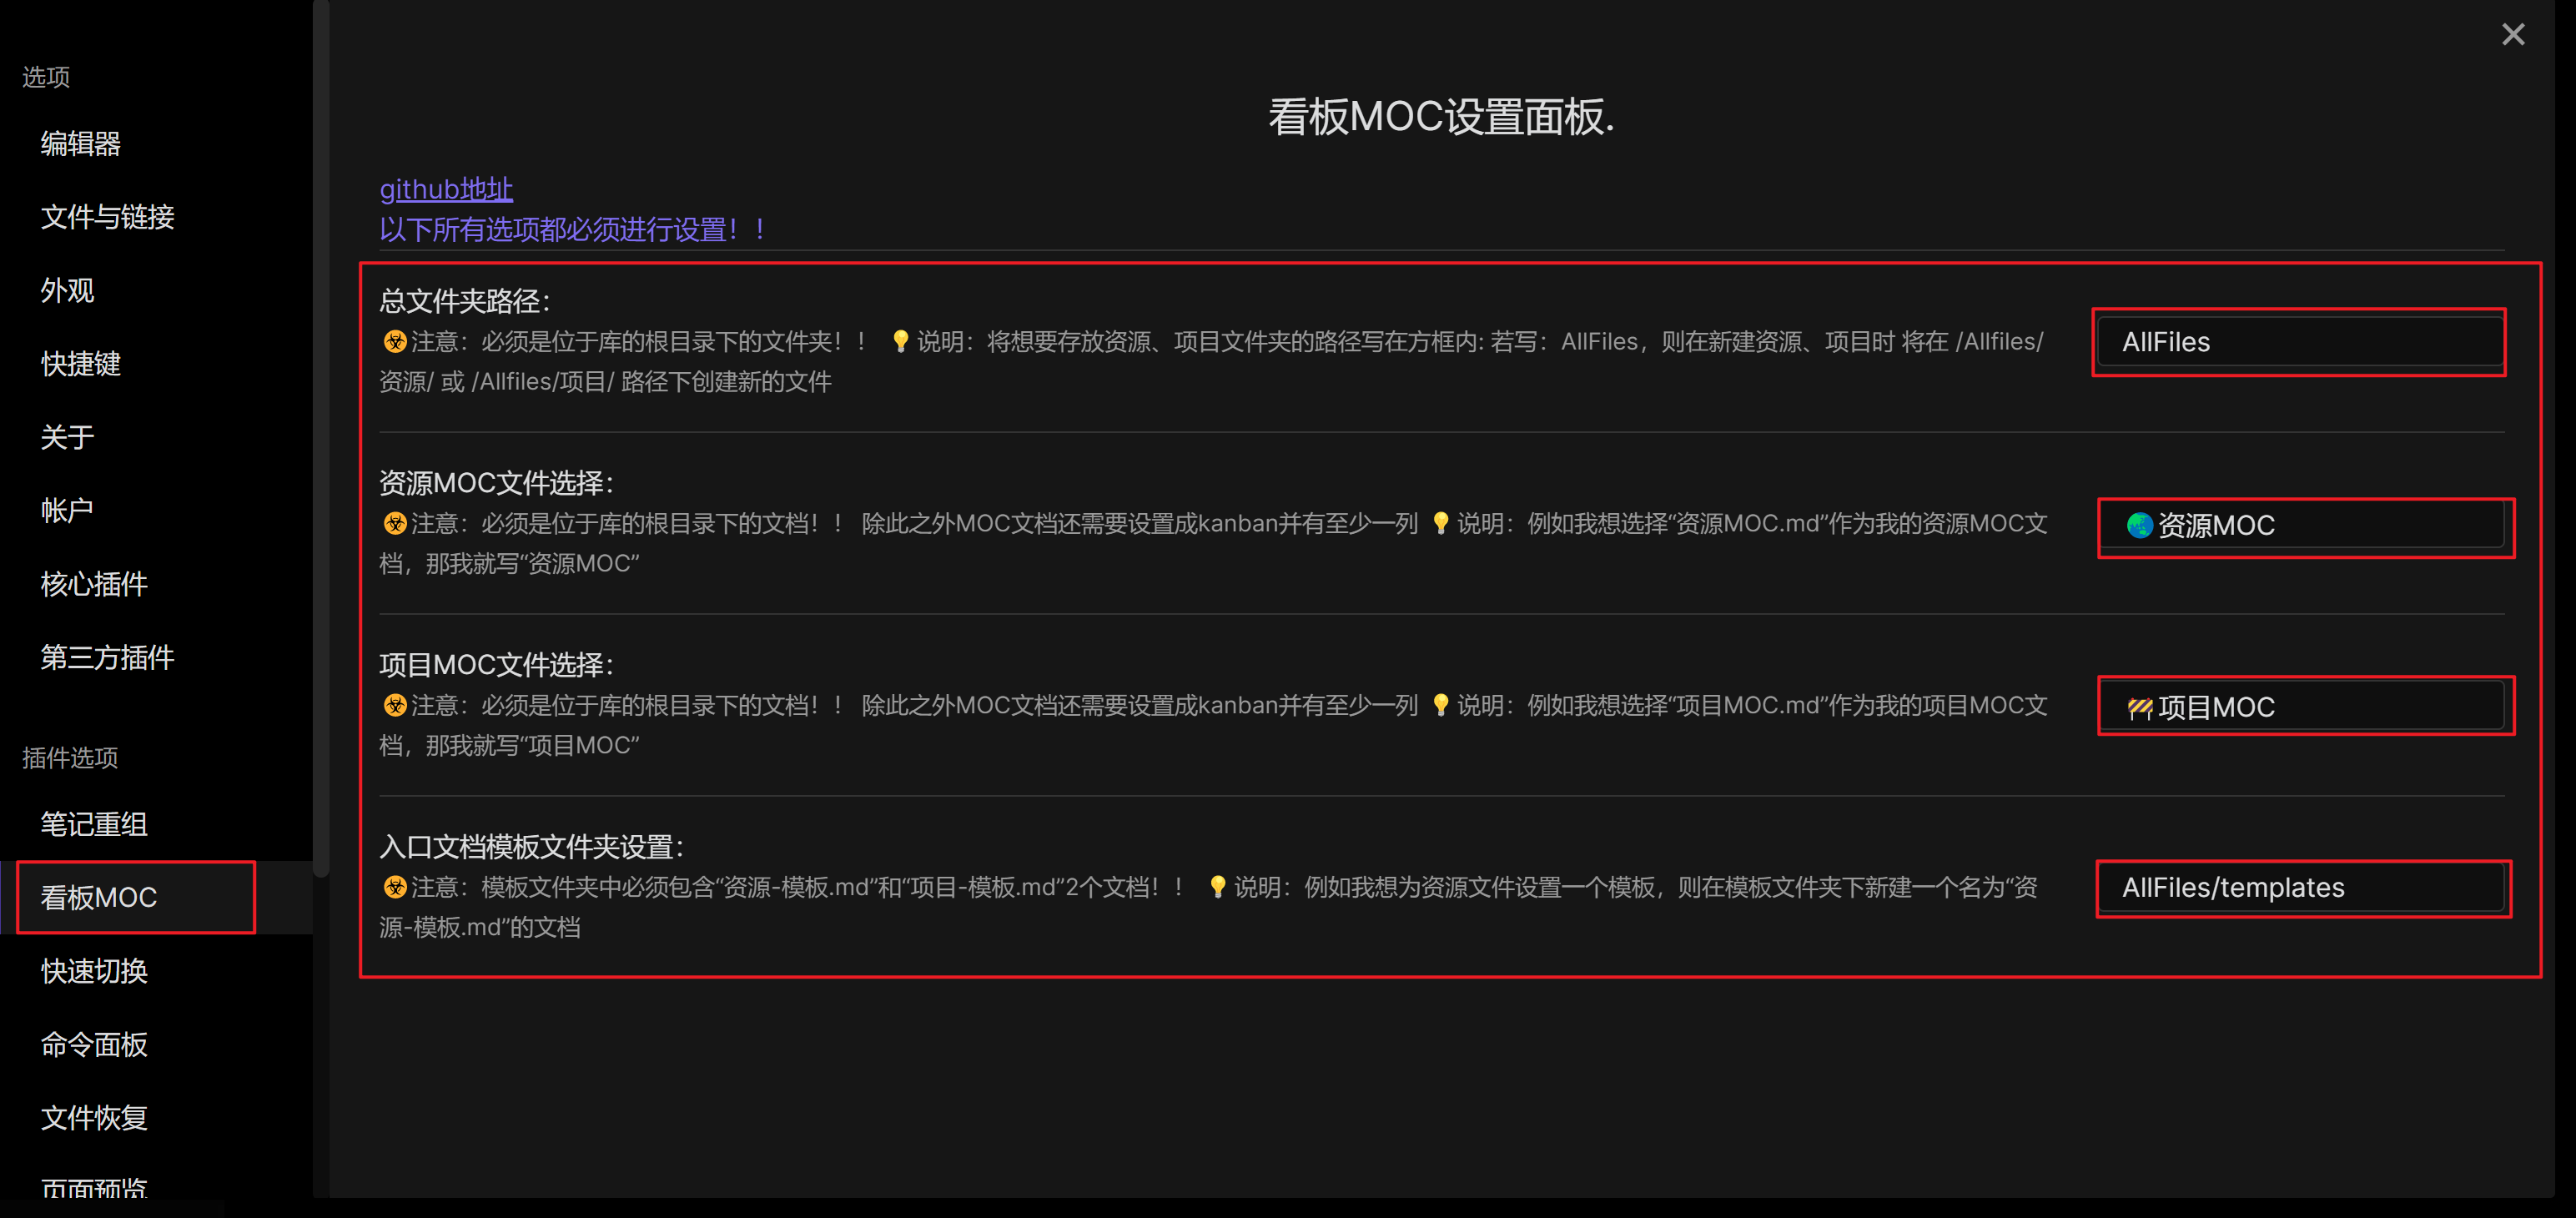 选项
编辑器
文件与链接
外观
快捷键
关于
帐户
核心插件
第三方插件
插件选项
笔记重组
看板MOC
快速切换
命令面板
文件恢复
页面预览
看板MOC设置面板.
github地址
以下所有选项都必须进行设置！！
总文件夹路径：
☣️注意：必须是位于库的根目录下的文件夹！！ 💡说明：将想要存放资源、项目文件夹的路径写在方框内: 若写：AllFiles，则在新建资源、项目时 将在 /Allfiles/
资源/ 或 /Allfiles/项目/ 路径下创建新的文件
AllFiles
资源MOC文件选择：
☣️注意：必须是位于库的根目录下的文档！！ 除此之外MOC文档还需要设置成kanban并有至少一列 💡说明：例如我想选择“资源MOC.md”作为我的资源MOC文
档，那我就写“资源MOC”
🌏资源MOC
项目MOC文件选择：
☣️注意：必须是位于库的根目录下的文档！！ 除此之外MOC文档还需要设置成kanban并有至少一列 💡说明：例如我想选择“项目MOC.md”作为我的项目MOC文
档，那我就写“项目MOC”
🚧项目MOC
入口文档模板文件夹设置：
☣️注意：模板文件夹中必须包含“资源-模板.md”和“项目-模板.md”2个文档！！ 💡说明：例如我想为资源文件设置一个模板，则在模板文件夹下新建一个名为“资
源-模板.md”的文档
AllFiles/templates